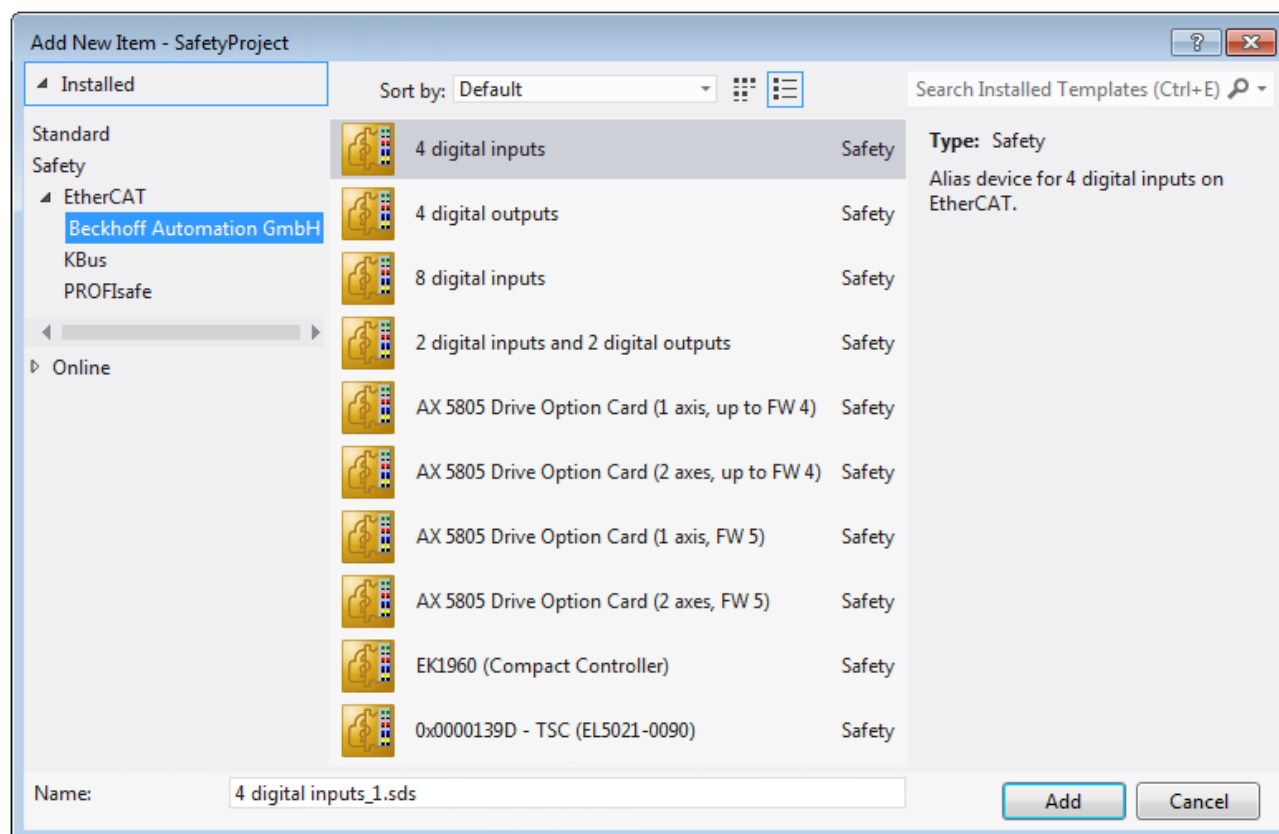 Add New Item - SafetyProject
Installed
Sort by: Default
Search Installed Templates (Ctrl+E)
Standard
Safety
EtherCAT
Beckhoff Automation GmbH
KBus
PROFIsafe
Online
4 digital inputs Safety
4 digital outputs Safety
8 digital inputs Safety
2 digital inputs and 2 digital outputs Safety
AX 5805 Drive Option Card (1 axis, up to FW 4) Safety
AX 5805 Drive Option Card (2 axes, up to FW 4) Safety
AX 5805 Drive Option Card (1 axis, FW 5) Safety
AX 5805 Drive Option Card (2 axes, FW 5) Safety
EK1960 (Compact Controller) Safety
0x0000139D - TSC (EL5021-0090) Safety
Type: Safety
Alias device for 4 digital inputs on
EtherCAT.
Name: 4 digital inputs_1.sds
Add Cancel